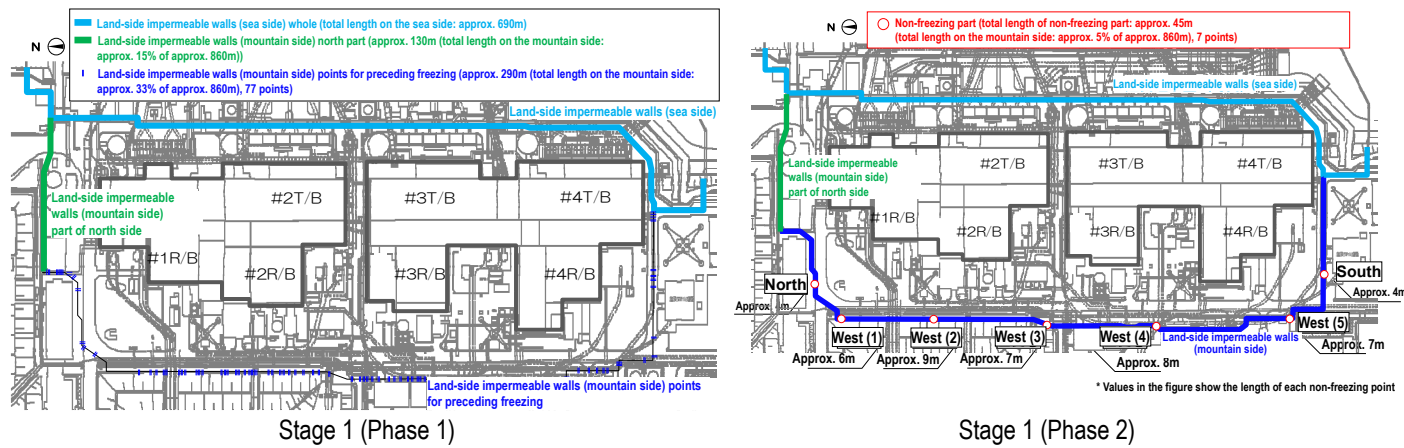 Land-side impermeable walls (sea side) whole (total length on the sea side: approx. 690m)
Land-side impermeable walls (mountain side) north part (approx. 130m (total length on the mountain side:
approx. 15% of approx. 860m))
Land-side impermeable walls (mountain side) points for preceding freezing (approx. 290m (total length on the mountain side:
approx. 33% of approx. 860m), 77 points)
N
Land-side impermeable walls (sea side)
#2T/B
#3T/B
#4T/B
Land-side impermeable
walls (mountain side)
part of north side
#1R/B
#2R/B
#3R/B
#4R/B
Land-side impermeable walls (mountain side) points
for preceding freezing
Stage 1 (Phase 1)
Non-freezing part (total length of non-freezing part: approx. 45m
(total length on the mountain side: approx. 5% of approx. 860m), 7 points)
N
Land-side impermeable walls (sea side)
#2T/B
#3T/B
#4T/B
Land-side impermeable
walls (mountain side)
part of north side
#1R/B
#2R/B
#3R/B
#4R/B
North
Approx
South
Approx. 4m
West (1)
West (2)
West (3)
West (4)
West (5)
Approx. 6m
Approx. 9m
Approx. 7m
Approx. 8m
Approx. 7m
Land-side impermeable walls
(mountain side)
* Values in the figure show the length of each non-freezing point
Stage 1 (Phase 2)